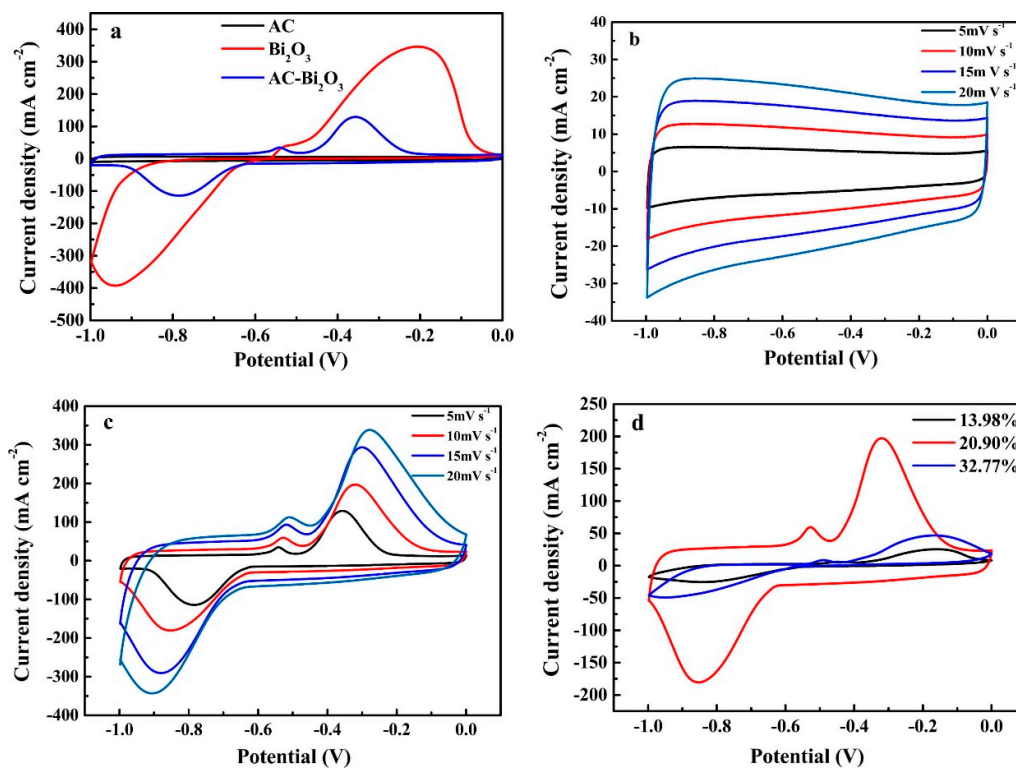 a
AC
Bi₂O₃
AC-Bi₂O₃
400
300
200
100
0
-100
-200
-300
-400
-500
-1.0 -0.8 -0.6 -0.4 -0.2 0.0
Potential (V)
Current density (mA cm⁻²)
b
5mV s⁻¹
10mV s⁻¹
15m V s⁻¹
20m V s⁻¹
40
30
20
10
0
-10
-20
-30
-40
-1.0 -0.8 -0.6 -0.4 -0.2 0.0
Potential (V)
Current density (mA cm⁻²)
c
5mV s⁻¹
10mV s⁻¹
15mV s⁻¹
20mV s⁻¹
400
300
200
100
0
-100
-200
-300
-400
-1.0 -0.8 -0.6 -0.4 -0.2 0.0
Potential (V)
Current density (mA cm⁻²)
d
13.98%
20.90%
32.77%
250
200
150
100
50
0
-50
-100
-150
-200
-1.0 -0.8 -0.6 -0.4 -0.2 0.0
Potential (V)
Current density (mA cm⁻²)